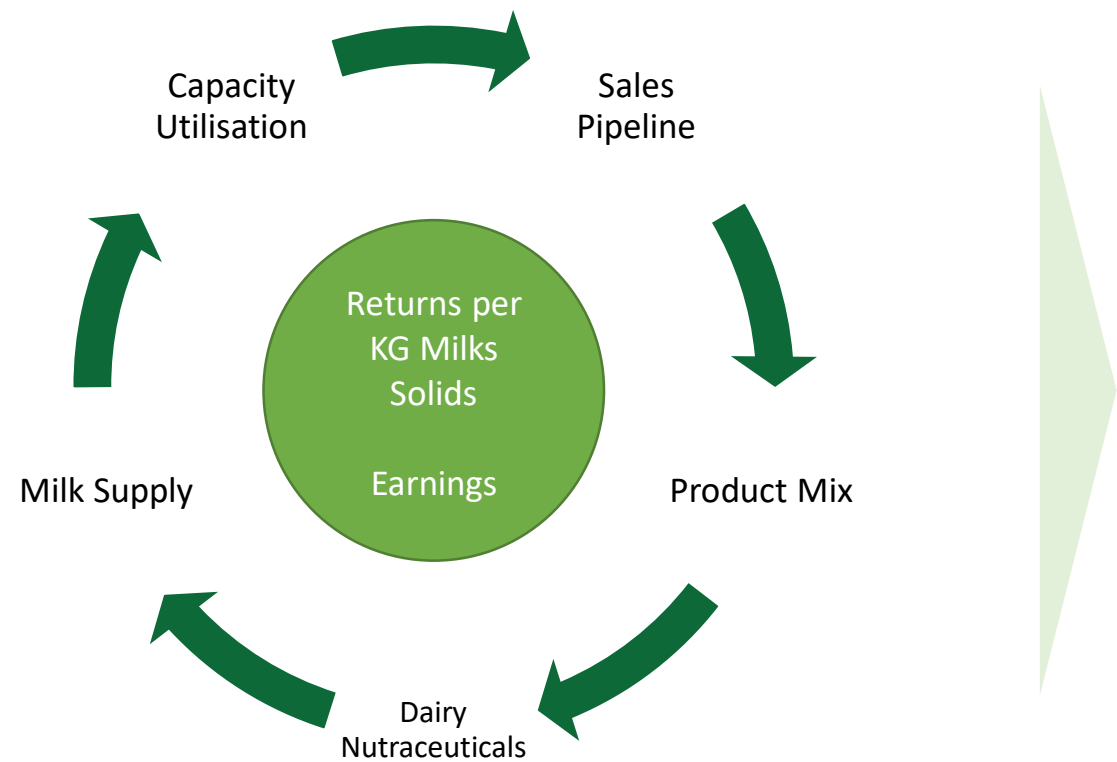 Capacity
Utilisation
Sales
Pipeline
Returns per
KG Milks
Solids
Earnings
Milk Supply
Product Mix
Dairy
Nutraceuticals